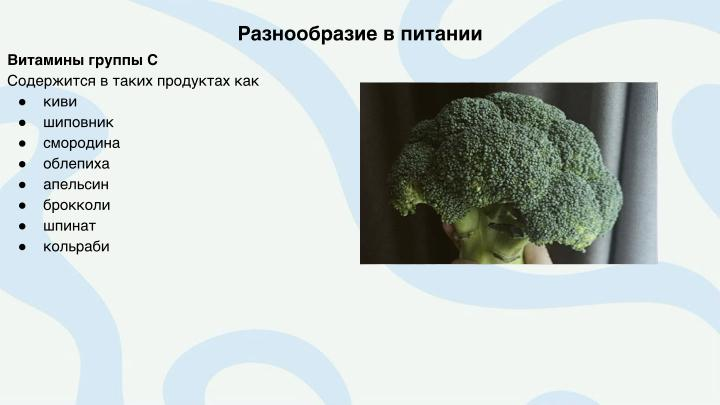 Разнообразие в питании
Витамины группы С
Содержится в таких продуктах как
● киви
● шиповник
● смородина
● облепиха
● апельсин
● брокколи
● шпинат
● кольраби